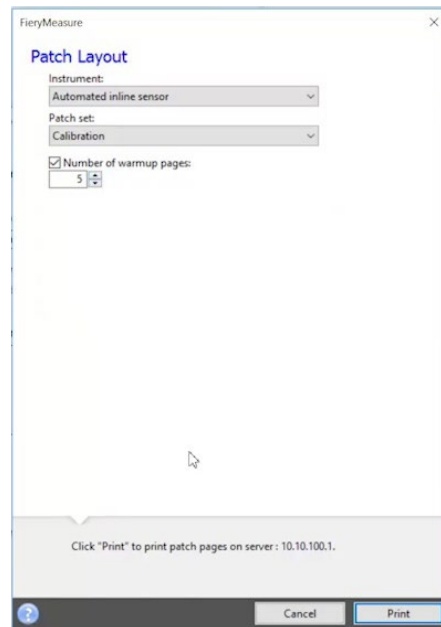 FieryMeasure
Patch Layout
Instrument:
Automated inline sensor
Patch set:
Calibration
Number of warmup pages:
5
Click "Print" to print patch pages on server : 10.10.100.1.
Cancel
Print